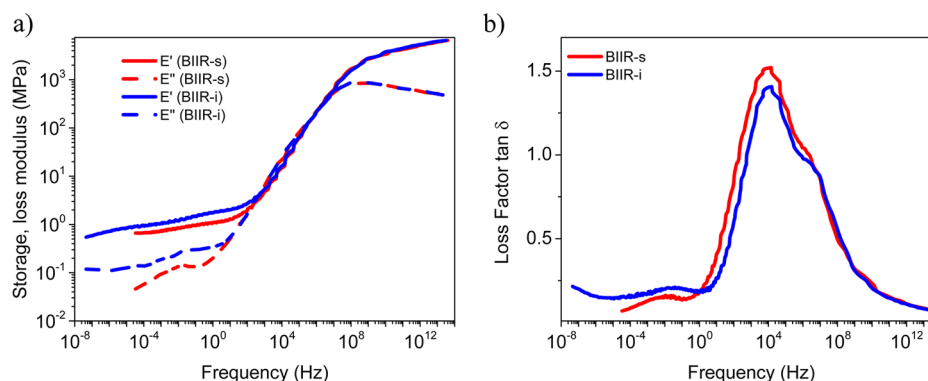 a)
Storage, loss modulus (MPa)
10³
10²
10¹
10⁰
10⁻¹
10⁻²
E' (BIIR-s)
E" (BIIR-s)
E' (BIIR-i)
E" (BIIR-i)
10⁻⁸ 10⁻⁴ 10⁰ 10⁴ 10⁸ 10¹²
Frequency (Hz)
b)
Loss Factor tan δ
1.5
1.0
0.5
BIIR-s
BIIR-i
10⁻⁸ 10⁻⁴ 10⁰ 10⁴ 10⁸ 10¹²
Frequency (Hz)